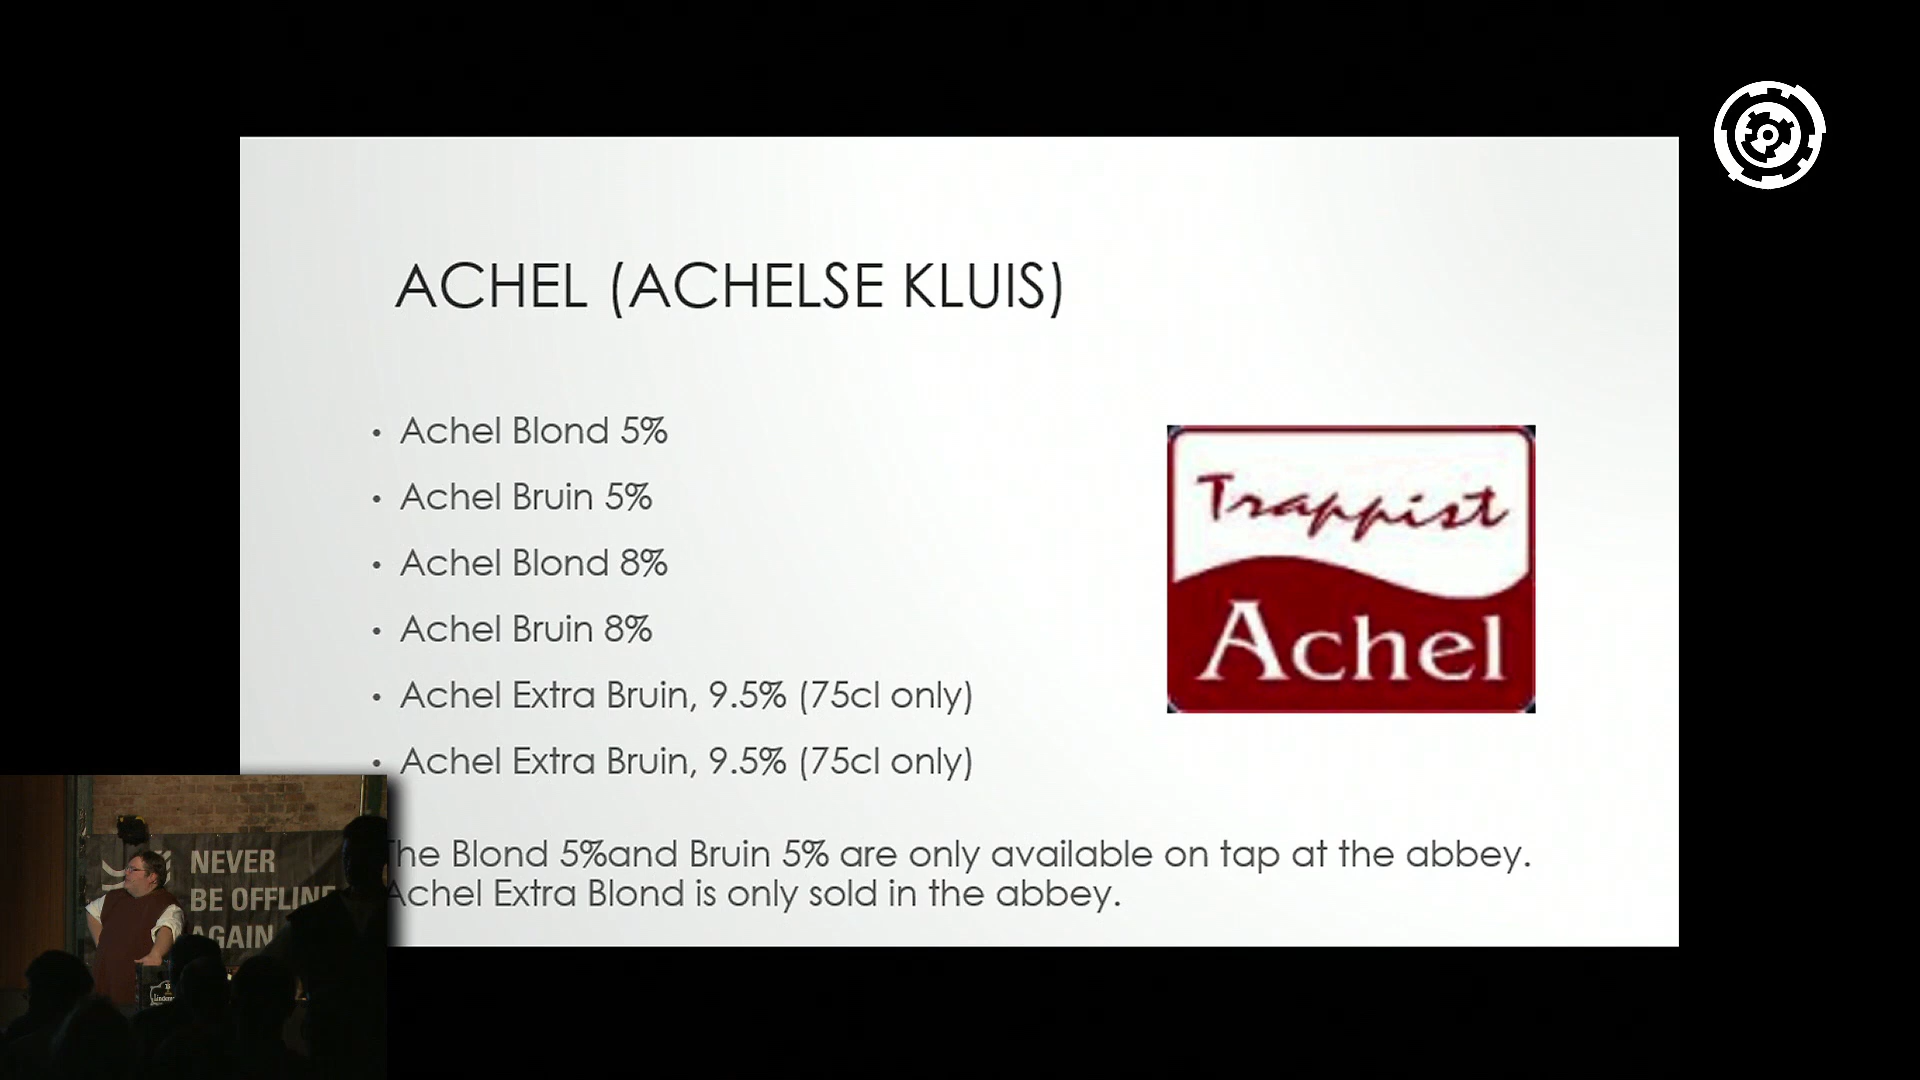 ACHEL (ACHELSE KLUIS)
• Achel Blond 5%
• Achel Bruin 5%
• Achel Blond 8%
• Achel Bruin 8%
• Achel Extra Bruin, 9.5% (75cl only)
• Achel Extra Bruin, 9.5% (75cl only)
The Blond 5%and Bruin 5% are only available on tap at the abbey.
Achel Extra Blond is only sold in the abbey.
Trappist
Achel
NEVER
BE OFFLINE
AGAIN